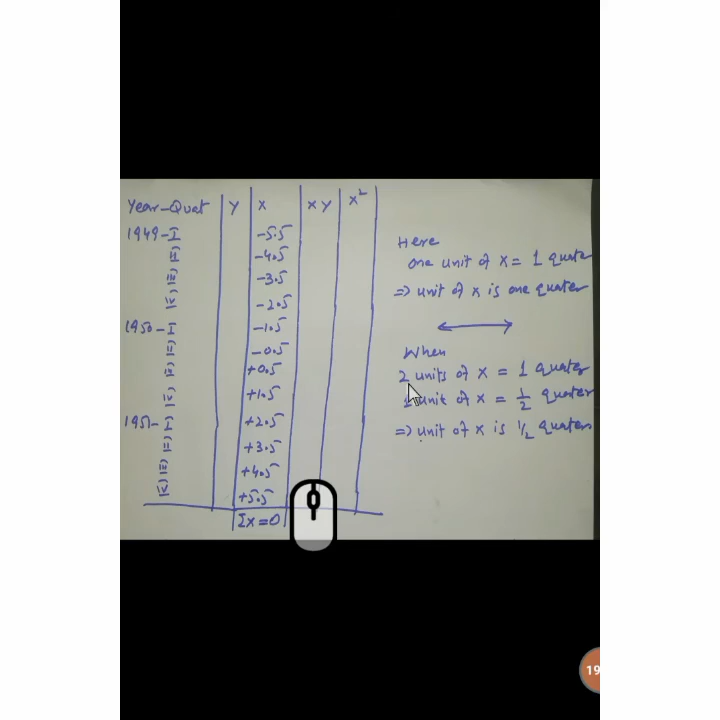 Year-Quat Y X XY X²
1949-I -5.5
II -4.5
III -3.5
IV -2.5
1950-I -1.5
II -0.5
III +0.5
IV +1.5
1951-I +2.5
II +3.5
III +4.5
IV +5.5
Σx=0
Here
one unit of x = 1 quater
⇒ unit of x is one quater
When
2 units of x = 1 quater
1 unit of x = 1/2 quater
⇒ unit of x is 1/2 quater
19